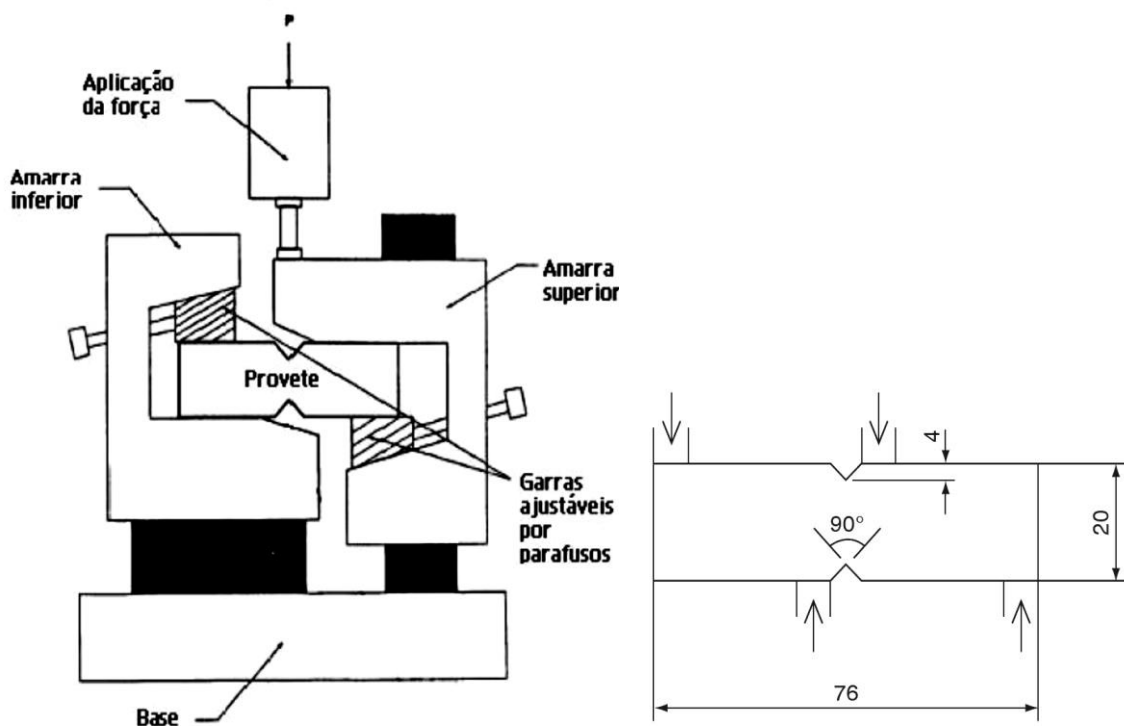 P
Aplicação
da força
Amarra
inferior
Amarra
superior
Provete
Garras
ajustáveis
por
parafusos
Base
4
90°
20
76